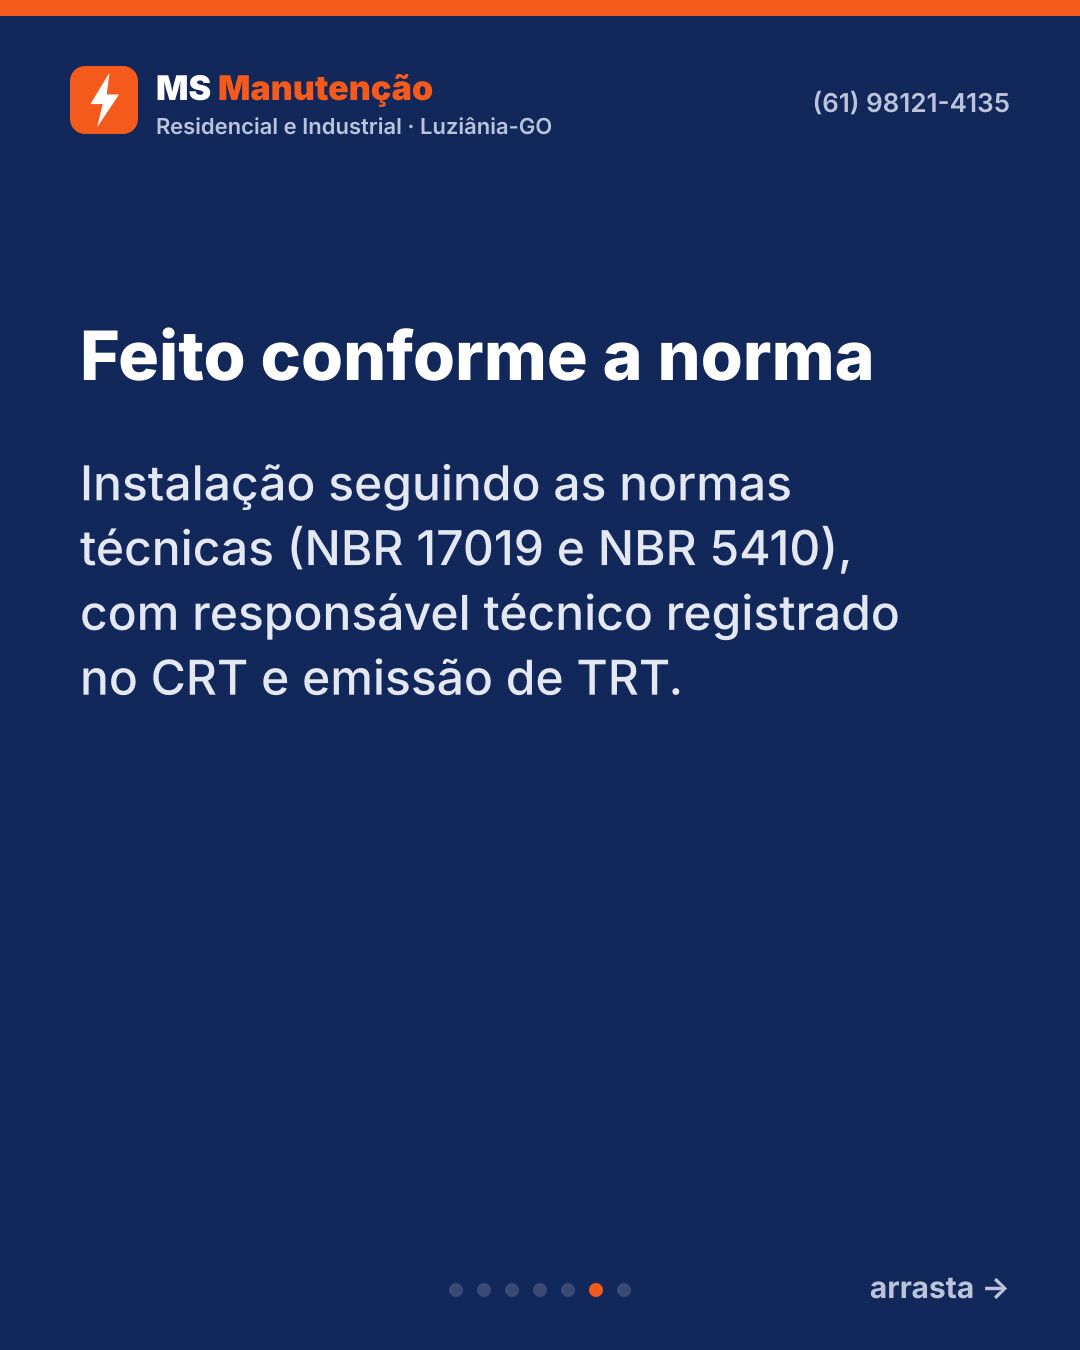 MS Manutenção
Residencial e Industrial · Luziânia-GO
(61) 98121-4135
Feito conforme a norma
Instalação seguindo as normas
técnicas (NBR 17019 e NBR 5410),
com responsável técnico registrado
no CRT e emissão de TRT.
arrasta →